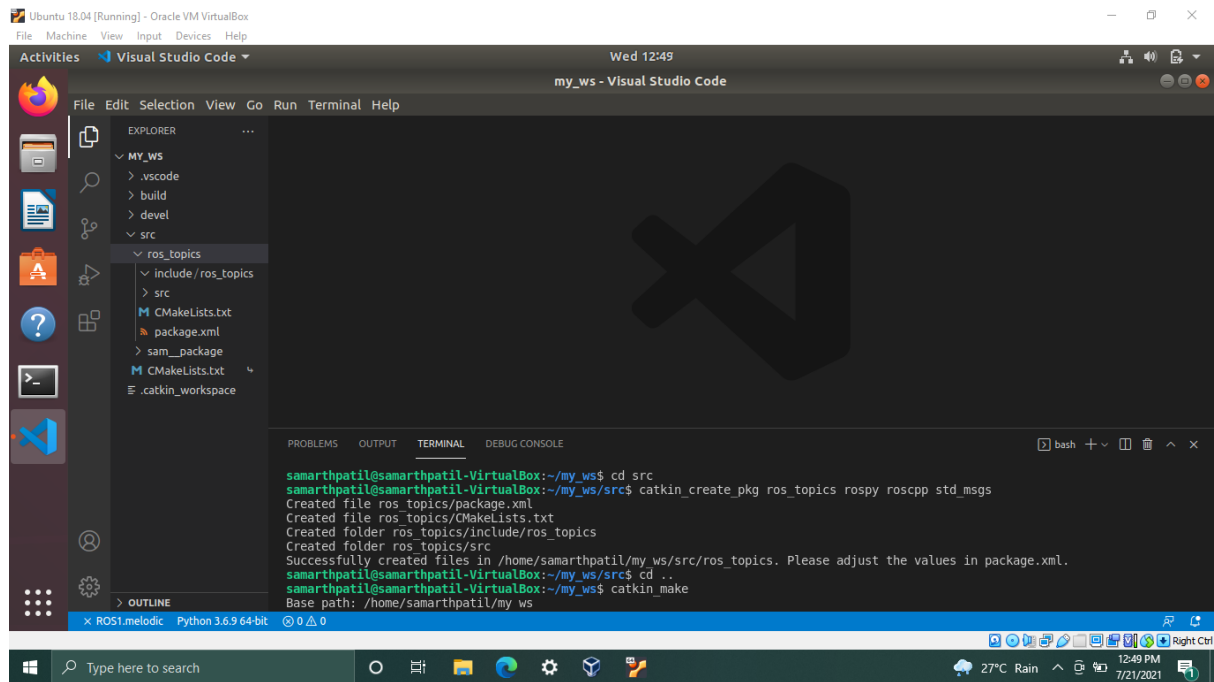 Ubuntu 18.04 [Running] - Oracle VM VirtualBox
File Machine View Input Devices Help
Activities Visual Studio Code Wed 12:49
my_ws - Visual Studio Code
File Edit Selection View Go Run Terminal Help
EXPLORER ...
MY_WS
.vscode
build
devel
src
ros_topics
include / ros_topics
src
M CMakeLists.txt
package.xml
sam__package
M CMakeLists.txt
.catkin_workspace
PROBLEMS OUTPUT TERMINAL DEBUG CONSOLE bash
samarthpatil@samarthpatil-VirtualBox:~/my_ws$ cd src
samarthpatil@samarthpatil-VirtualBox:~/my_ws/src$ catkin_create_pkg ros_topics rospy roscpp std_msgs
Created file ros_topics/package.xml
Created file ros_topics/CMakeLists.txt
Created folder ros_topics/include/ros_topics
Created folder ros_topics/src
Successfully created files in /home/samarthpatil/my_ws/src/ros_topics. Please adjust the values in package.xml.
samarthpatil@samarthpatil-VirtualBox:~/my_ws/src$ cd ..
samarthpatil@samarthpatil-VirtualBox:~/my_ws$ catkin_make
Base path: /home/samarthpatil/my_ws
OUTLINE
ROS1.melodic Python 3.6.9 64-bit 0 0
Right Ctrl
Type here to search 27°C Rain 12:49 PM
7/21/2021